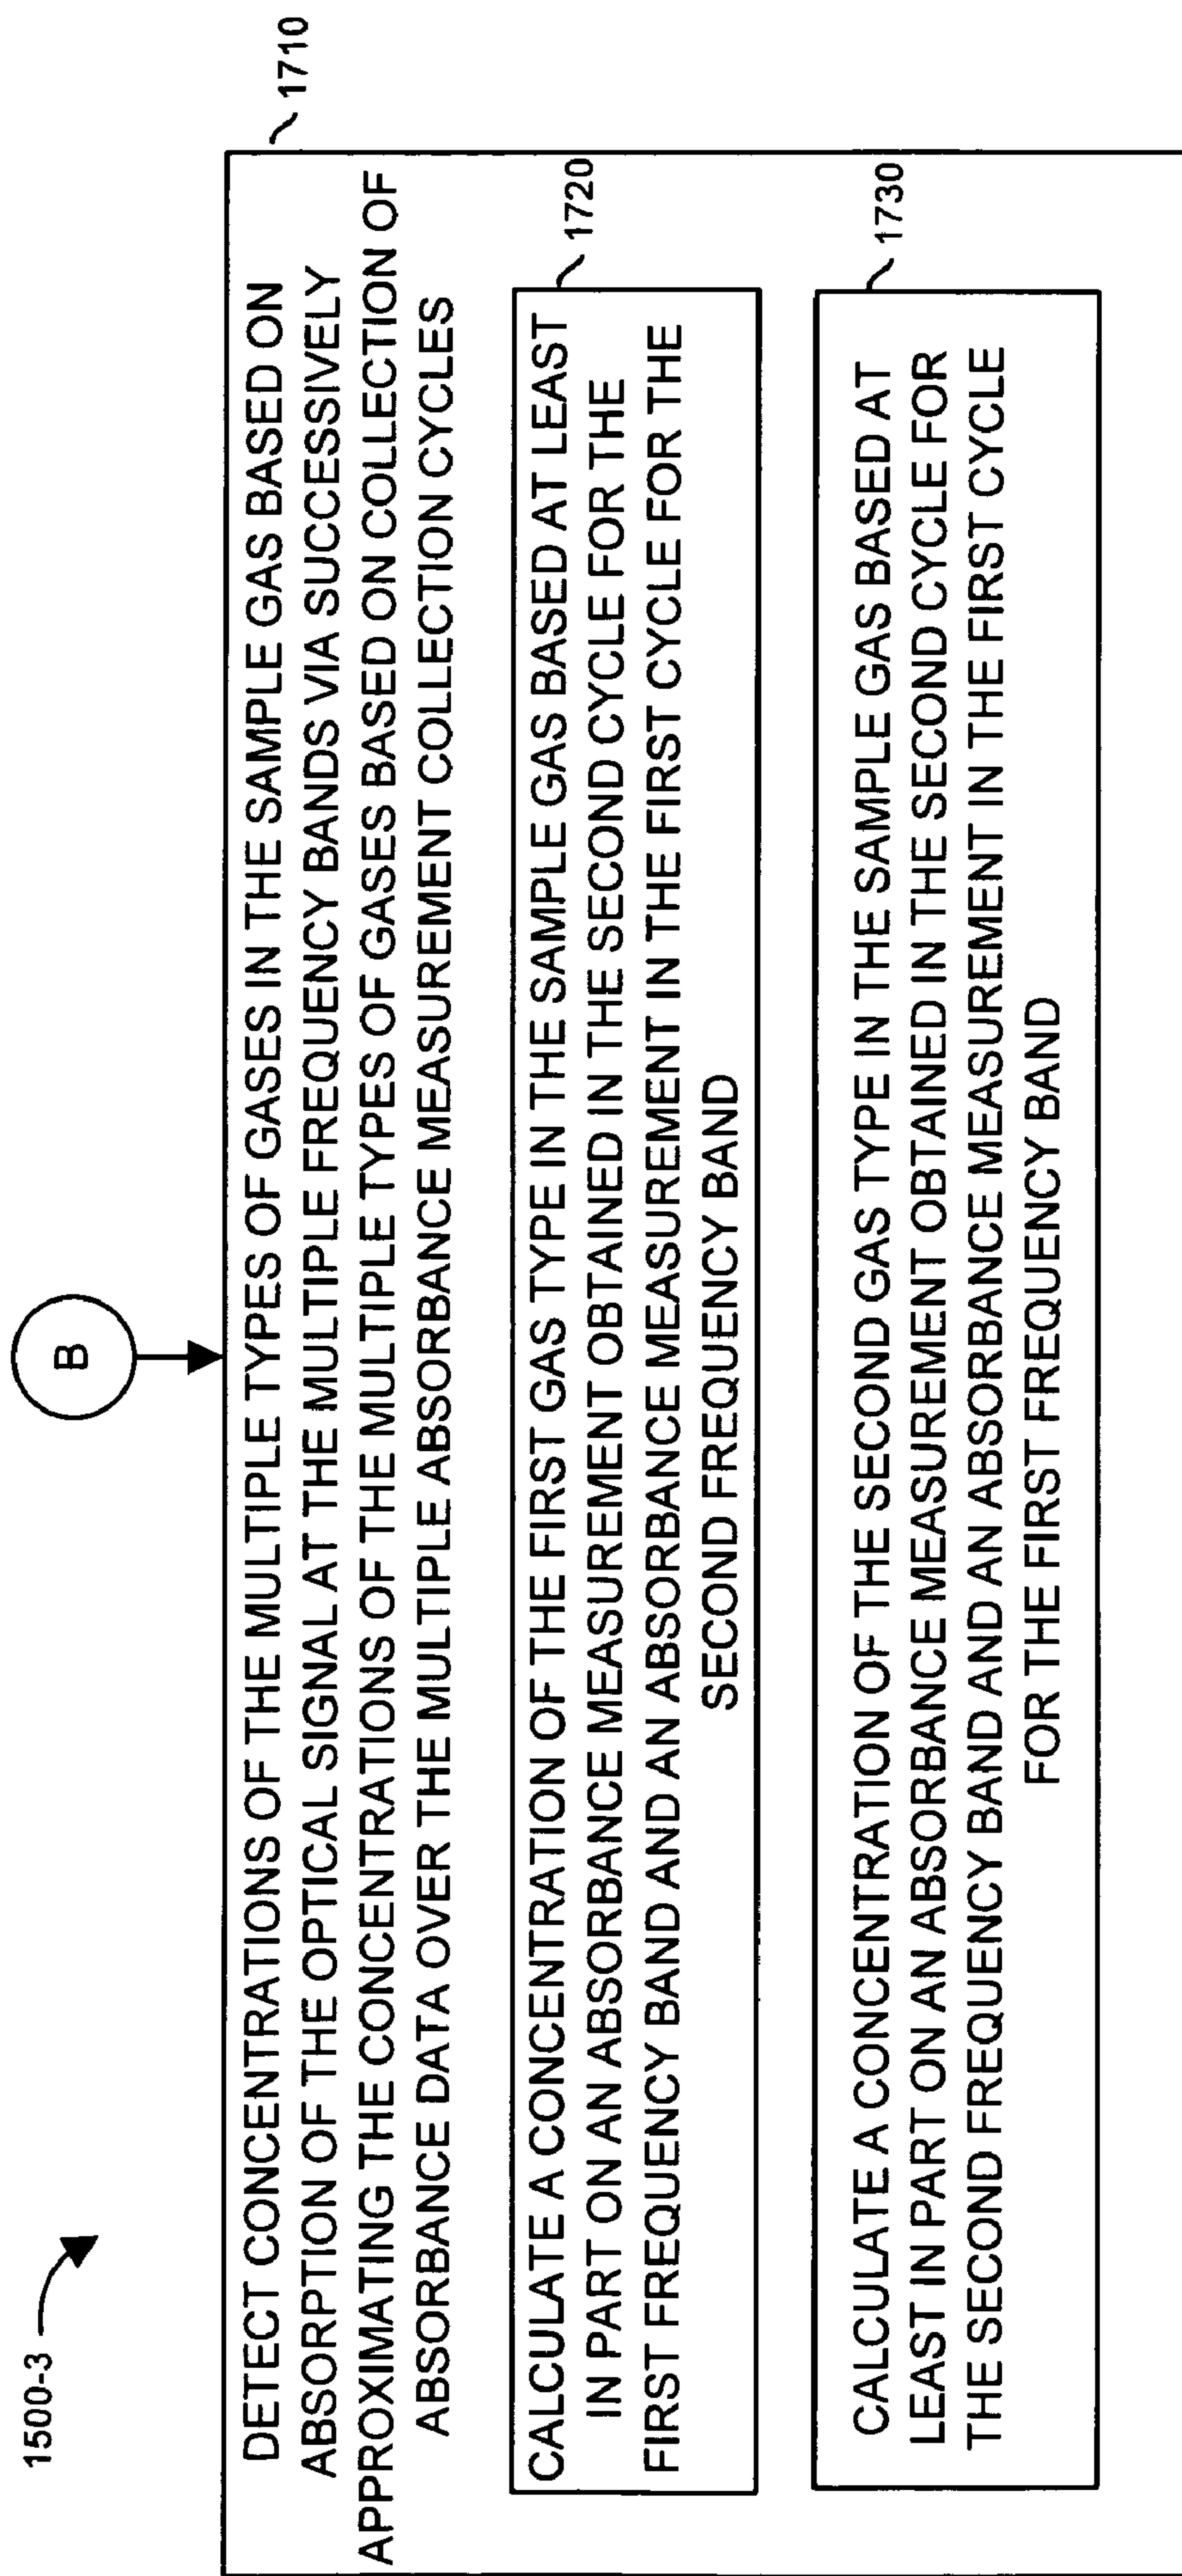 1500-3
B
1710
DETECT CONCENTRATIONS OF THE MULTIPLE TYPES OF GASES IN THE SAMPLE GAS BASED ON
ABSORPTION OF THE OPTICAL SIGNAL AT THE MULTIPLE FREQUENCY BANDS VIA SUCCESSIVELY
APPROXIMATING THE CONCENTRATIONS OF THE MULTIPLE TYPES OF GASES BASED ON COLLECTION OF
ABSORBANCE DATA OVER THE MULTIPLE ABSORBANCE MEASUREMENT COLLECTION CYCLES
1720
CALCULATE A CONCENTRATION OF THE FIRST GAS TYPE IN THE SAMPLE GAS BASED AT LEAST
IN PART ON AN ABSORBANCE MEASUREMENT OBTAINED IN THE SECOND CYCLE FOR THE
FIRST FREQUENCY BAND AND AN ABSORBANCE MEASUREMENT IN THE FIRST CYCLE FOR THE
SECOND FREQUENCY BAND
1730
CALCULATE A CONCENTRATION OF THE SECOND GAS TYPE IN THE SAMPLE GAS BASED AT
LEAST IN PART ON AN ABSORBANCE MEASUREMENT OBTAINED IN THE SECOND CYCLE FOR
THE SECOND FREQUENCY BAND AND AN ABSORBANCE MEASUREMENT IN THE FIRST CYCLE
FOR THE FIRST FREQUENCY BAND